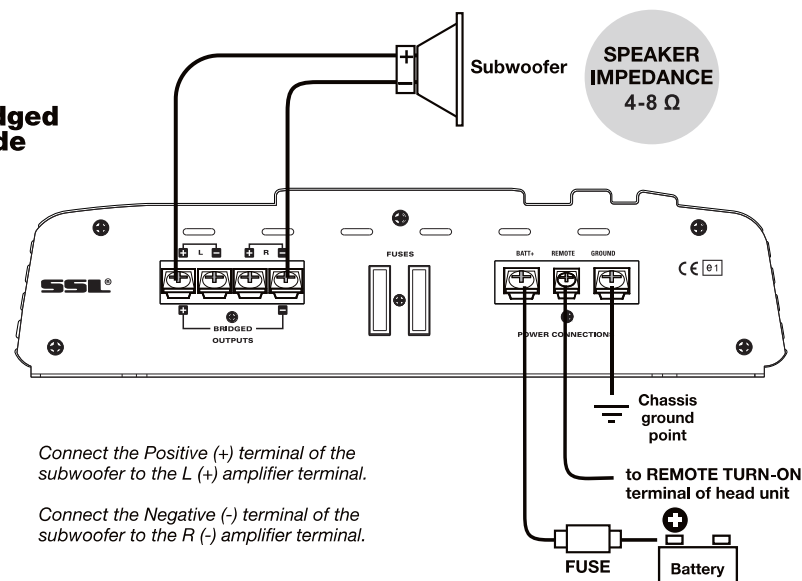 Subwoofer
SPEAKER
IMPEDANCE
4-8 Ω
dged
de
+
−
+ L − + R −
FUSES
BATT+ REMOTE GROUND
SSL®
CE e1
+ BRIDGED −
OUTPUTS
POWER CONNECTIONS
Chassis
ground
point
Connect the Positive (+) terminal of the
subwoofer to the L (+) amplifier terminal.
to REMOTE TURN-ON
terminal of head unit
Connect the Negative (-) terminal of the
subwoofer to the R (-) amplifier terminal.
+
FUSE
Battery